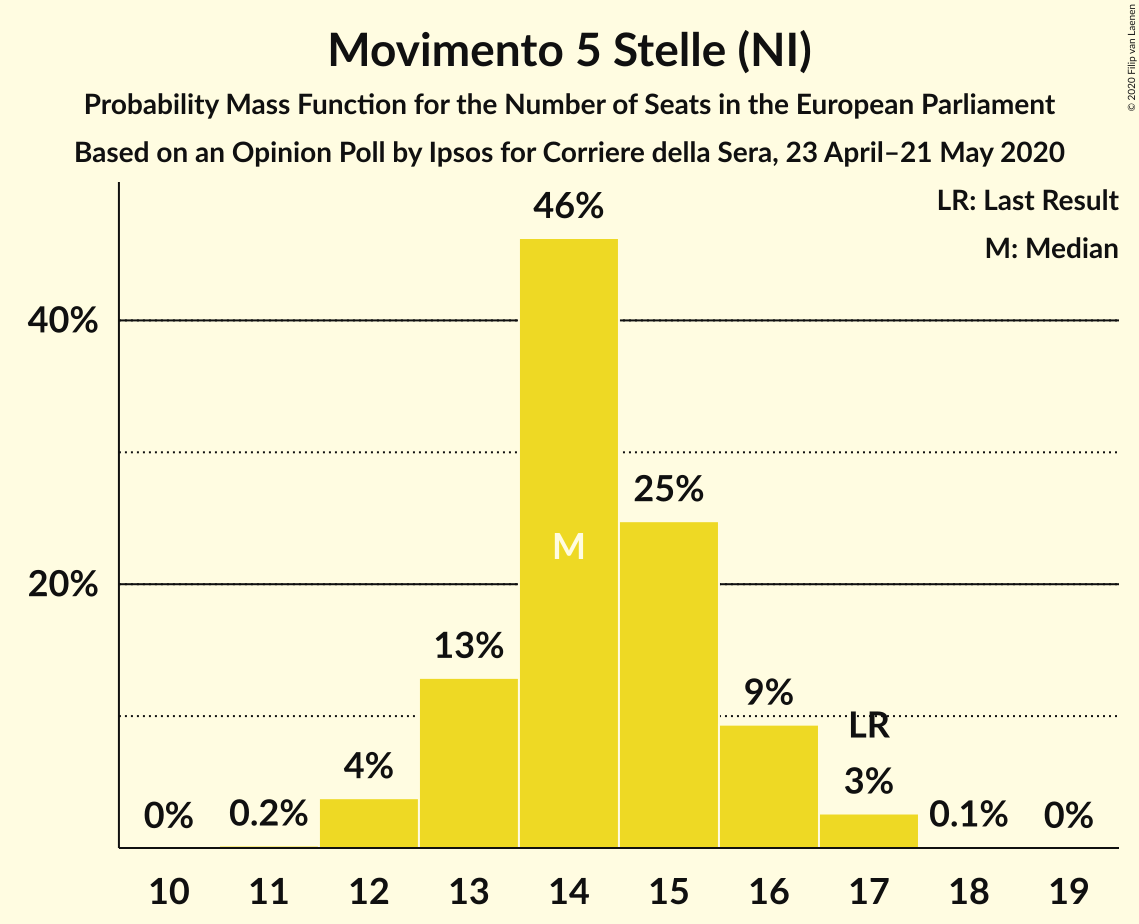 Movimento 5 Stelle (NI)
Probability Mass Function for the Number of Seats in the European Parliament
Based on an Opinion Poll by Ipsos for Corriere della Sera, 23 April–21 May 2020
© 2020 Filip van Laenen
LR: Last Result
M: Median
40%
20%
0%
0.2%
4%
13%
46%
M
25%
9%
LR
3%
0.1%
0%
10 11 12 13 14 15 16 17 18 19